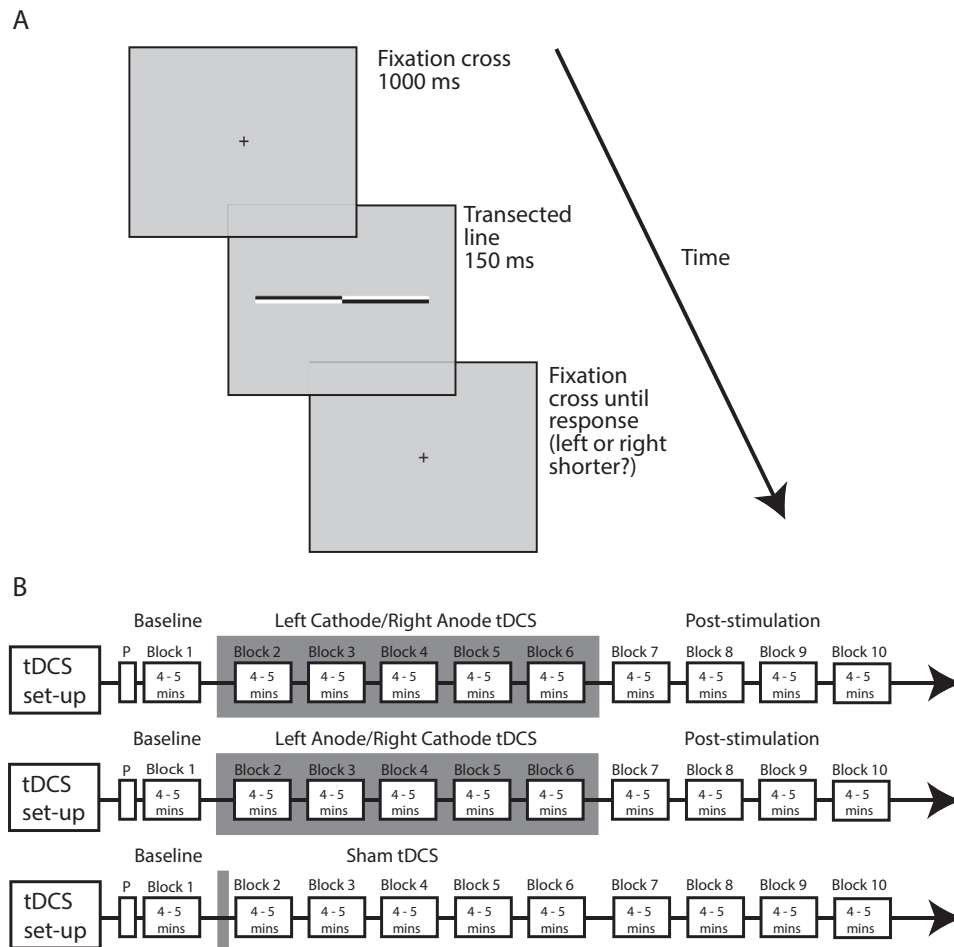 A
Fixation cross
1000 ms
+
Transected
line
150 ms
Time
Fixation
cross until
response
(left or right
shorter?)
+
B
Baseline Left Cathode/Right Anode tDCS Post-stimulation
P Block 1 Block 2 Block 3 Block 4 Block 5 Block 6 Block 7 Block 8 Block 9 Block 10
tDCS 4 - 5 4 - 5 4 - 5 4 - 5 4 - 5 4 - 5 4 - 5 4 - 5 4 - 5 4 - 5
set-up mins mins mins mins mins mins mins mins mins mins
Baseline Left Anode/Right Cathode tDCS Post-stimulation
P Block 1 Block 2 Block 3 Block 4 Block 5 Block 6 Block 7 Block 8 Block 9 Block 10
tDCS 4 - 5 4 - 5 4 - 5 4 - 5 4 - 5 4 - 5 4 - 5 4 - 5 4 - 5 4 - 5
set-up mins mins mins mins mins mins mins mins mins mins
Baseline Sham tDCS
P Block 1 Block 2 Block 3 Block 4 Block 5 Block 6 Block 7 Block 8 Block 9 Block 10
tDCS 4 - 5 4 - 5 4 - 5 4 - 5 4 - 5 4 - 5 4 - 5 4 - 5 4 - 5 4 - 5
set-up mins mins mins mins mins mins mins mins mins mins